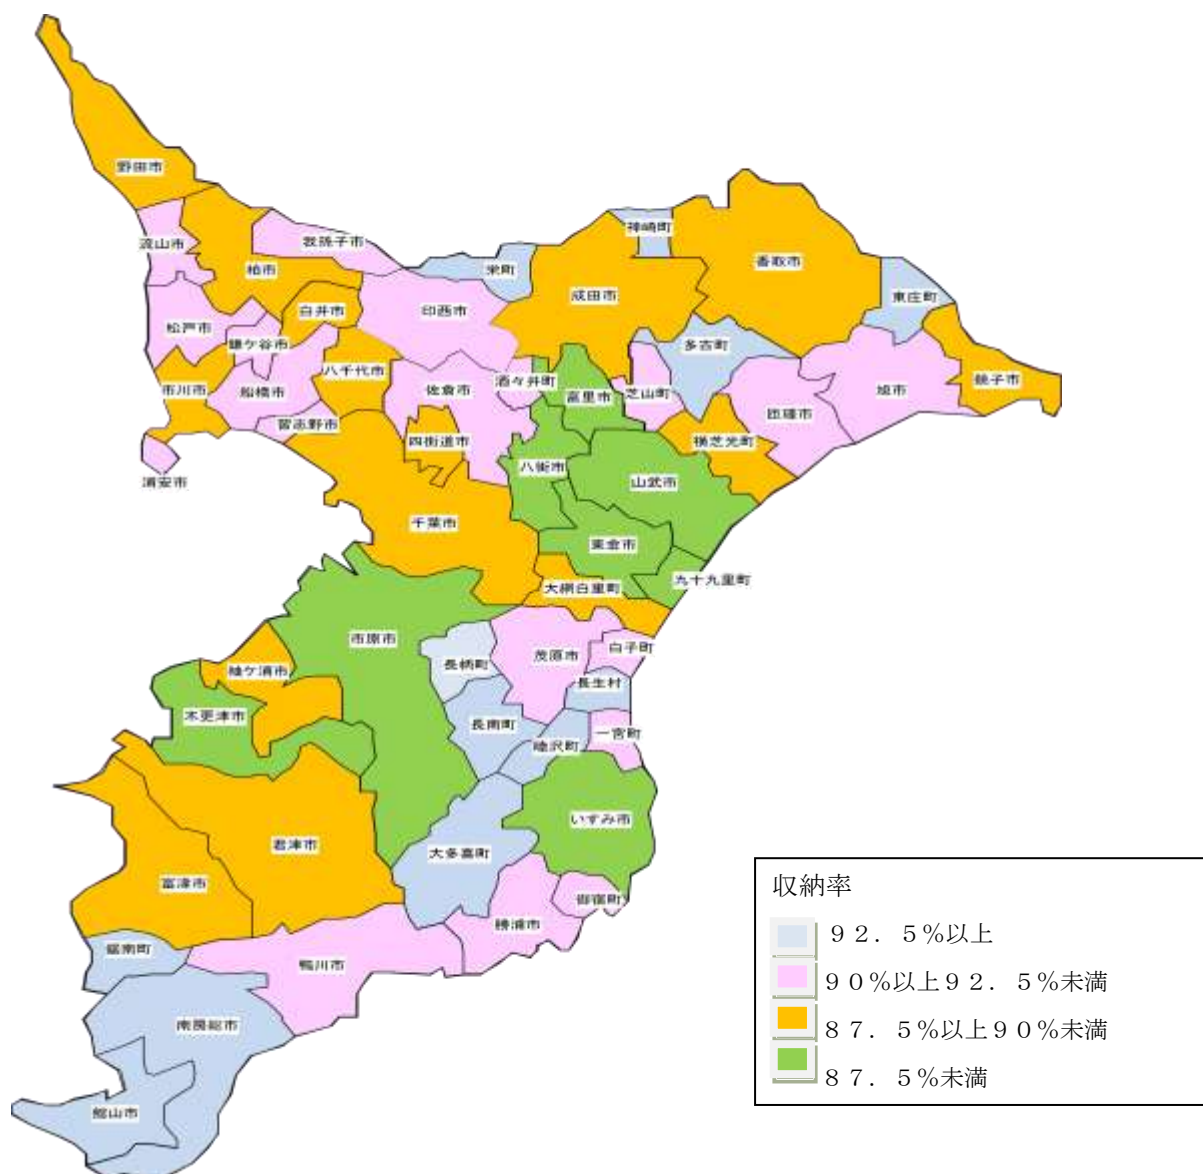 野田市
流山市
我孫子市
神崎町
柏市
栄町
香取市
成田市
東庄町
白井市
印西市
松戸市
鎌ケ谷市
多古町
八千代市
酒々井町
銚子市
市川市
船橋市
佐倉市
富里市
芝山町
旭市
匝瑳市
習志野市
四街道市
横芝光町
八街市
浦安市
山武市
千葉市
東金市
九十九里町
大網白里町
市原市
白子町
茂原市
長柄町
袖ケ浦市
長生村
木更津市
長南町
一宮町
睦沢町
いすみ市
君津市
大多喜町
富津市
御宿町
勝浦市
鋸南町
鴨川市
南房総市
館山市
収納率
92.5%以上
90%以上92.5%未満
87.5%以上90%未満
87.5%未満